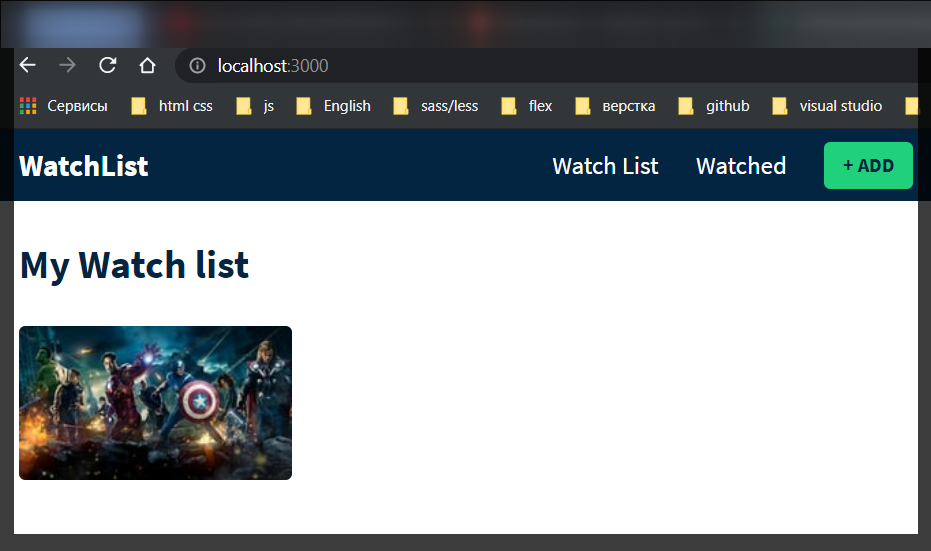 localhost:3000
Сервисы html css js English sass/less flex верстка github visual studio
WatchList Watch List Watched + ADD
My Watch list